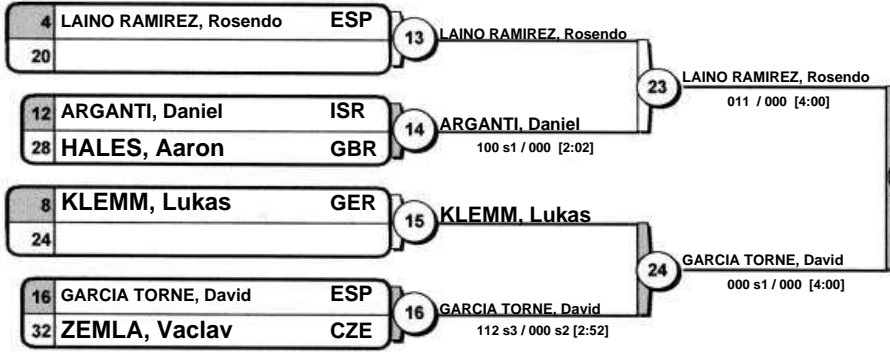 4 LAINO RAMIREZ, Rosendo ESP
20
13 LAINO RAMIREZ, Rosendo
12 ARGANTI, Daniel ISR
28 HALES, Aaron GBR
14 ARGANTI, Daniel
100 s1 / 000 [2:02]
23 LAINO RAMIREZ, Rosendo
011 / 000 [4:00]
8 KLEMM, Lukas GER
24
15 KLEMM, Lukas
16 GARCIA TORNE, David ESP
32 ZEMLA, Vaclav CZE
16 GARCIA TORNE, David
112 s3 / 000 s2 [2:52]
24 GARCIA TORNE, David
000 s1 / 000 [4:00]